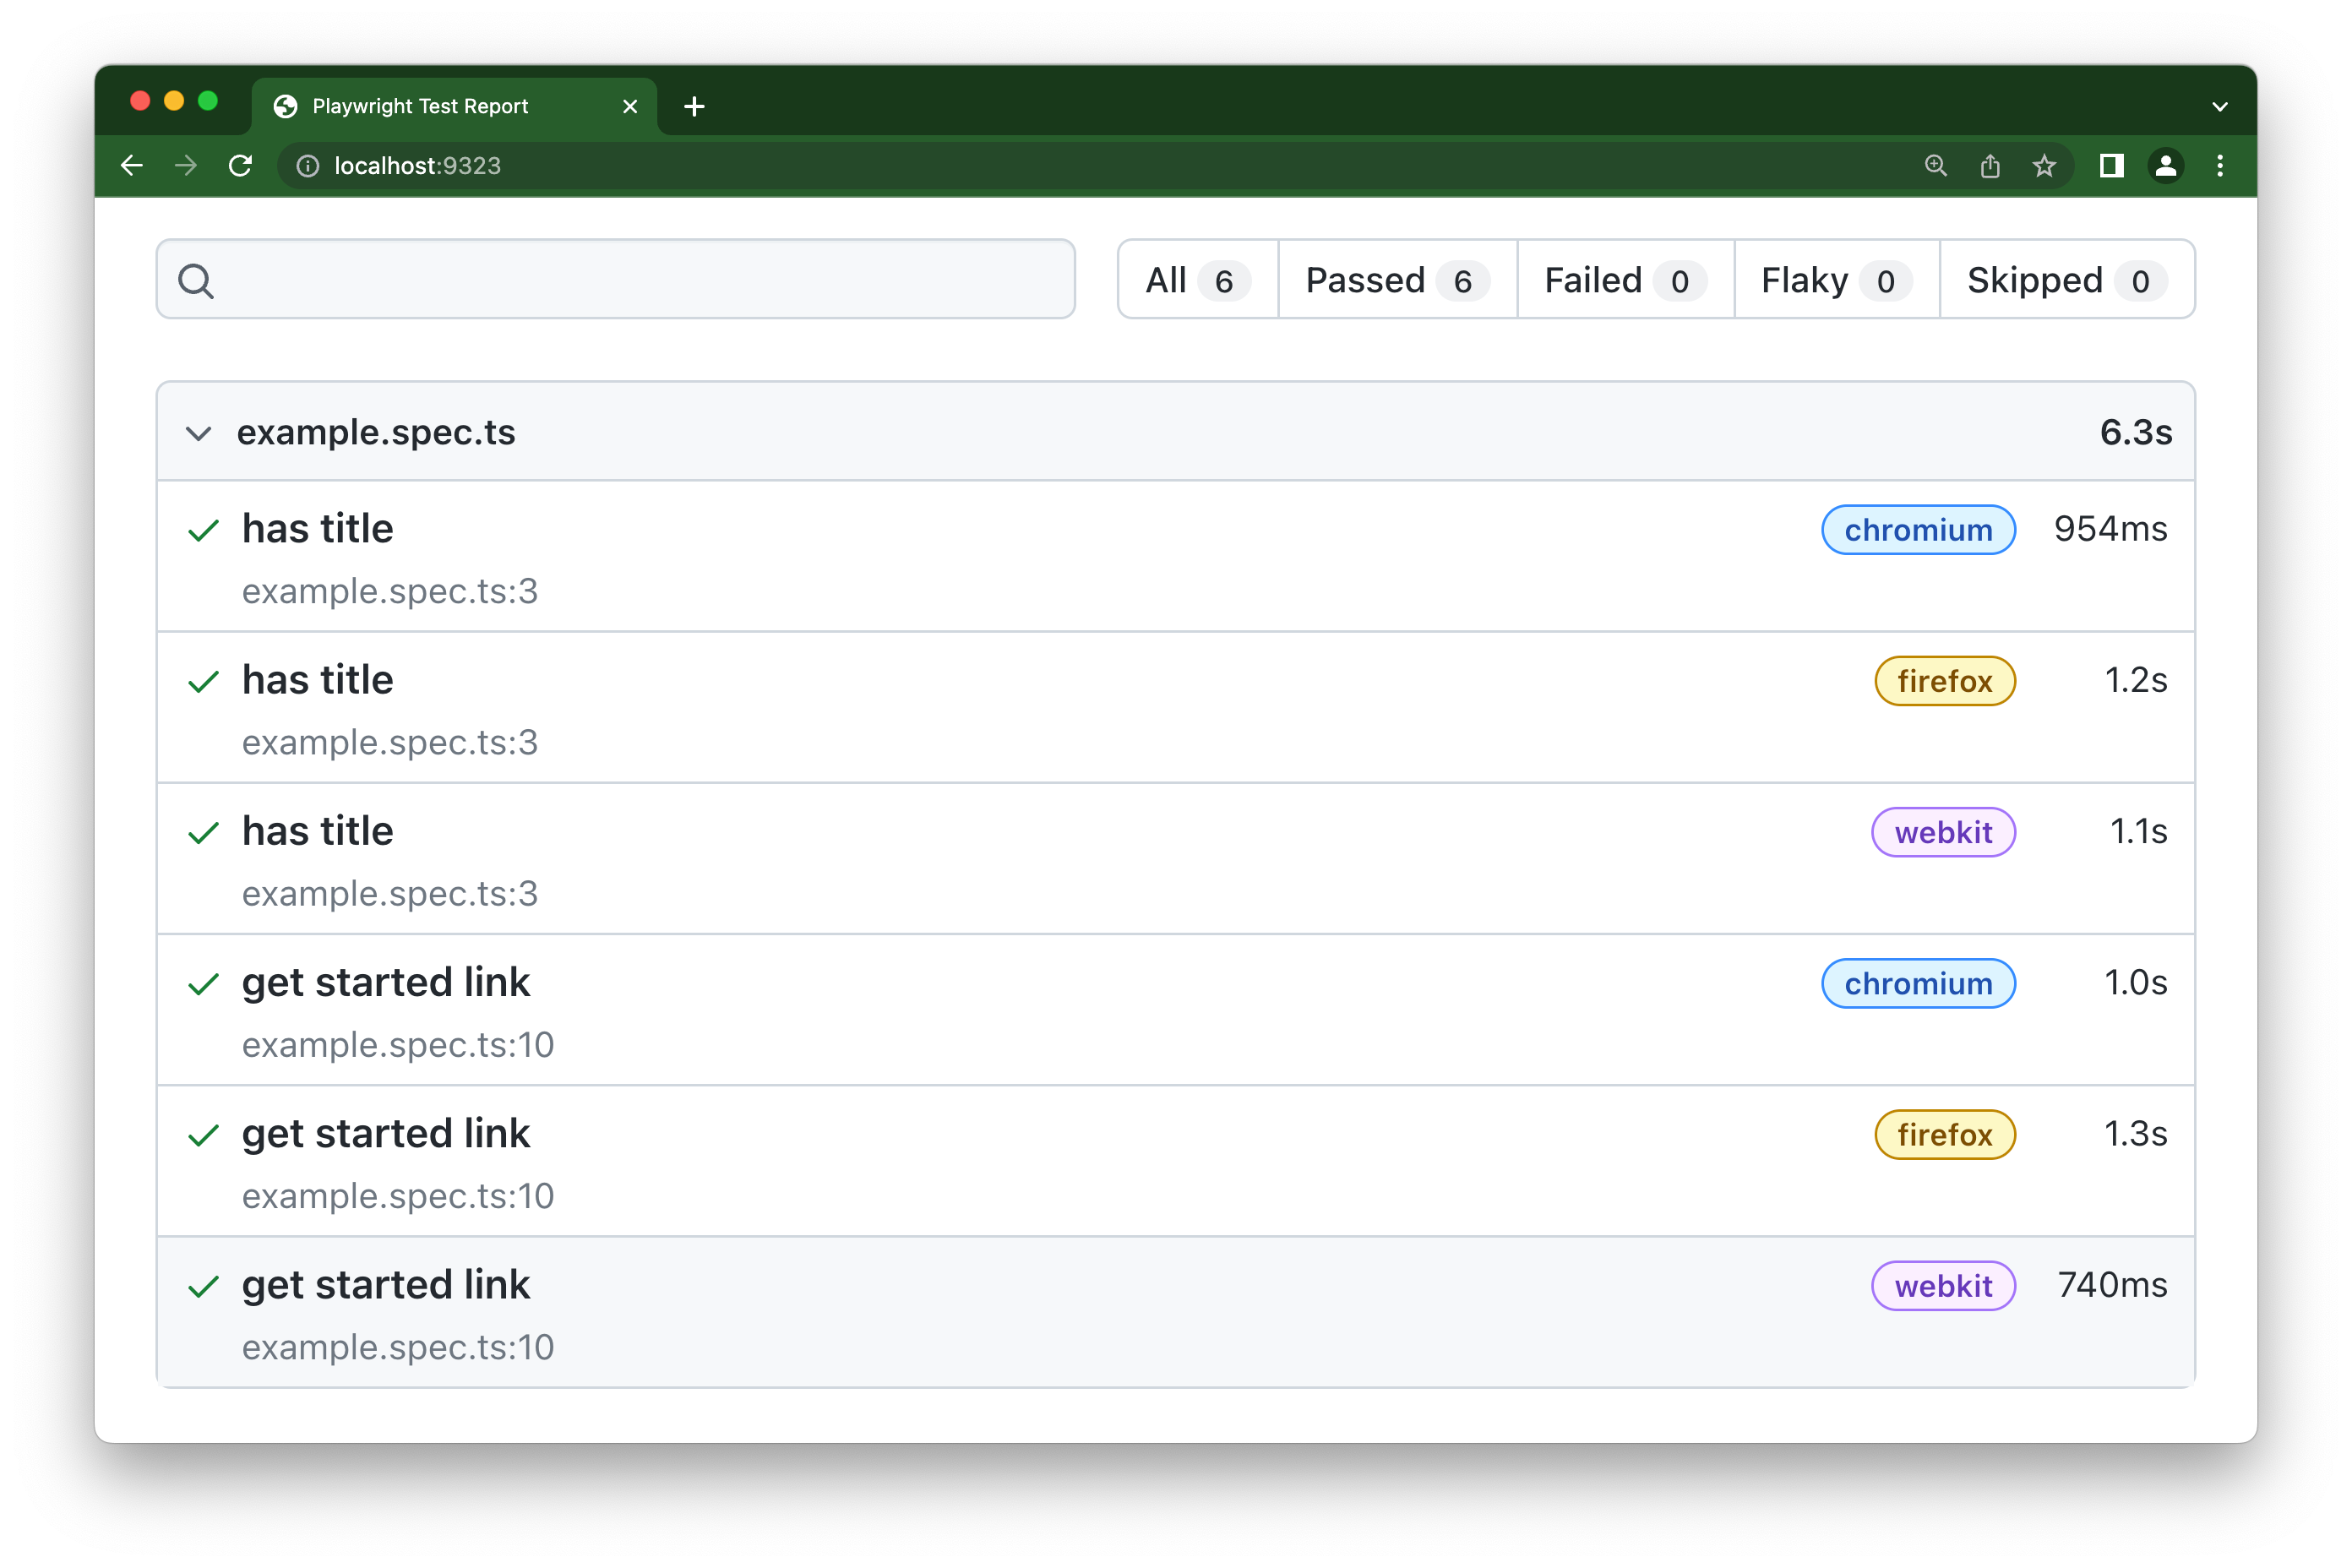 Playwright Test Report
localhost:9323
All 6 Passed 6 Failed 0 Flaky 0 Skipped 0
example.spec.ts 6.3s
has title chromium 954ms
example.spec.ts:3
has title firefox 1.2s
example.spec.ts:3
has title webkit 1.1s
example.spec.ts:3
get started link chromium 1.0s
example.spec.ts:10
get started link firefox 1.3s
example.spec.ts:10
get started link webkit 740ms
example.spec.ts:10